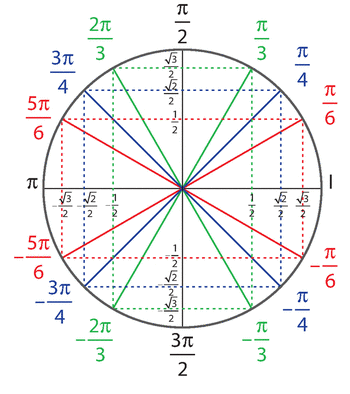 π/2
2π/3 π/3
3π/4 π/4
√3/2
√2/2
5π/6 1/2 π/6
π 1
-√3/2 -√2/2 -1/2 1/2 √2/2 √3/2
-5π/6 -1/2 -π/6
-√2/2
-3π/4 -√3/2 -π/4
-2π/3 3π/2 -π/3